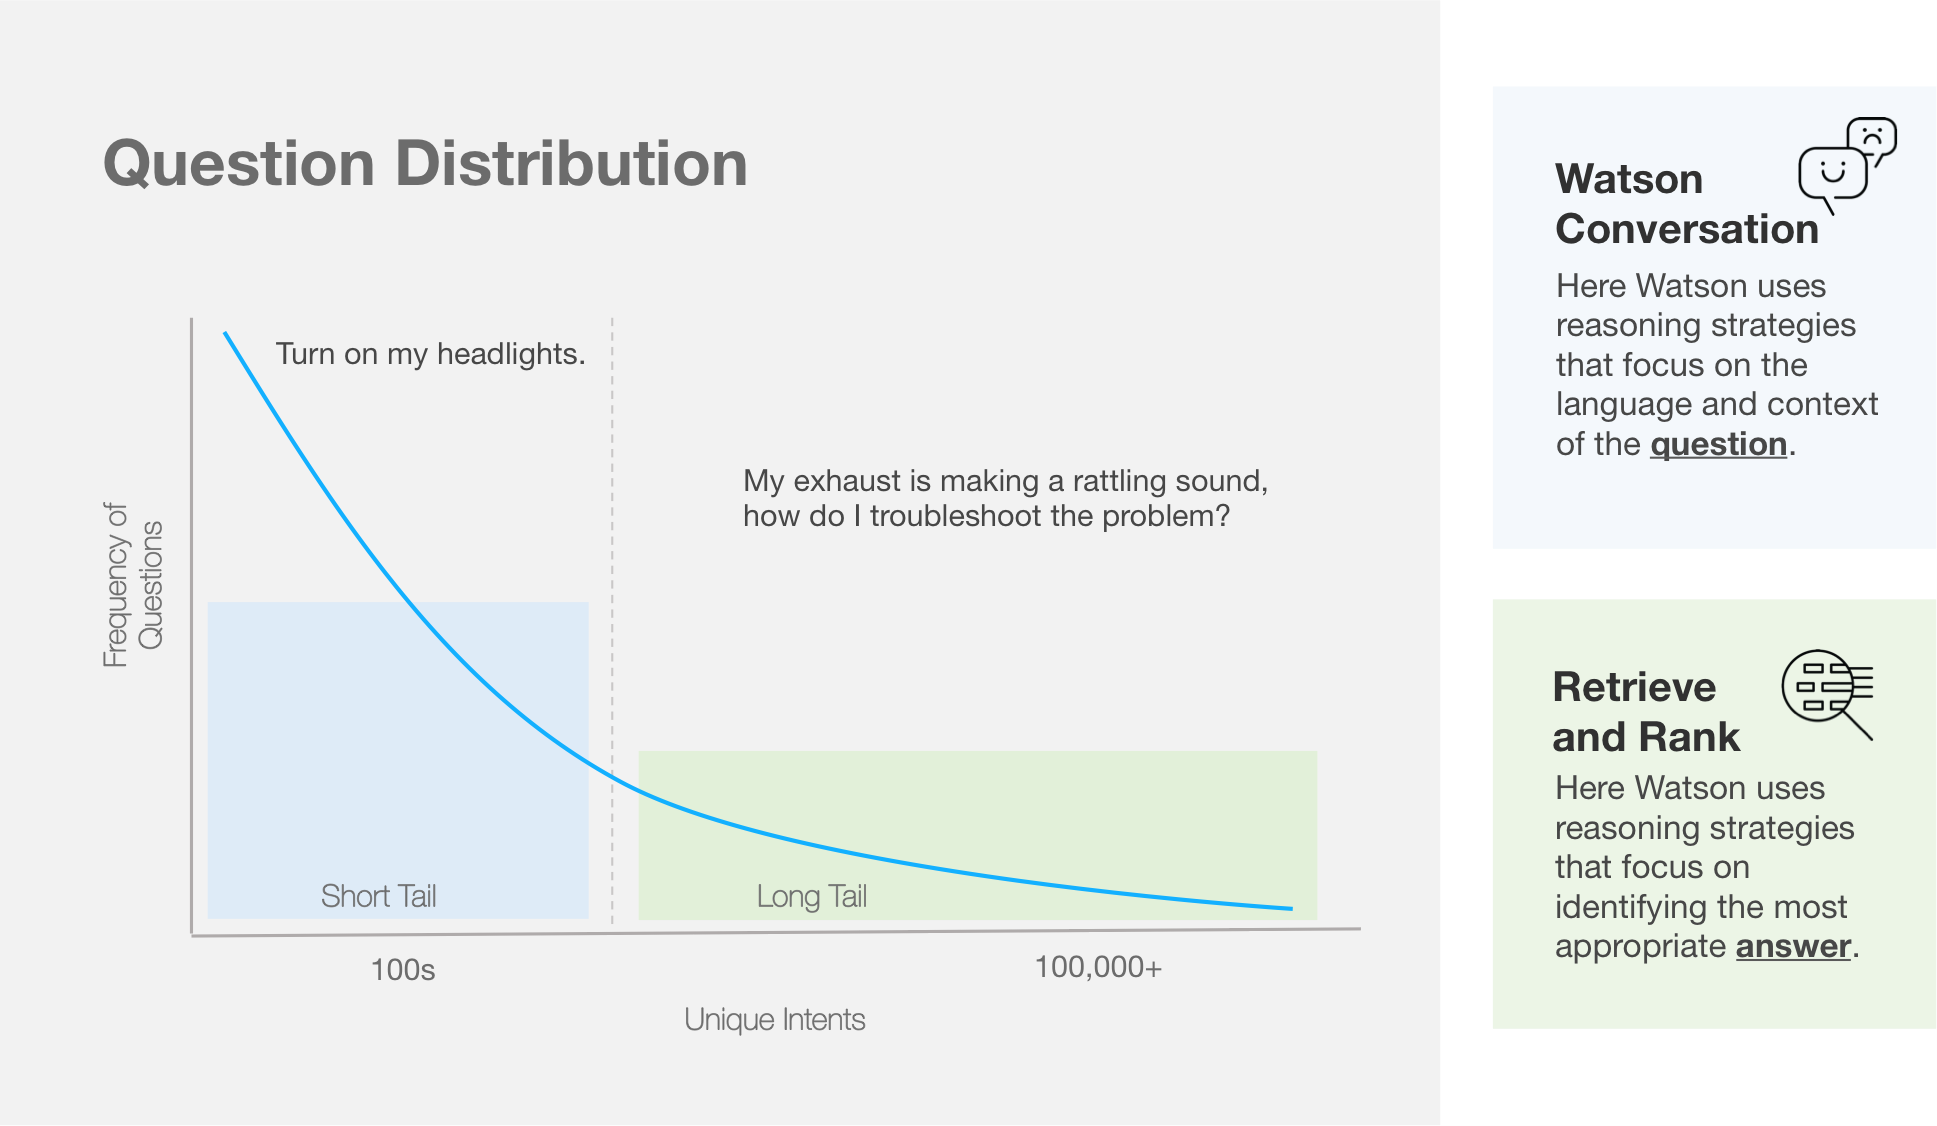 Question Distribution
Turn on my headlights.
My exhaust is making a rattling sound,
how do I troubleshoot the problem?
Frequency of
Questions
Short Tail
Long Tail
100s
100,000+
Unique Intents
Watson
Conversation
Here Watson uses
reasoning strategies
that focus on the
language and context
of the question.
Retrieve
and Rank
Here Watson uses
reasoning strategies
that focus on
identifying the most
appropriate answer.